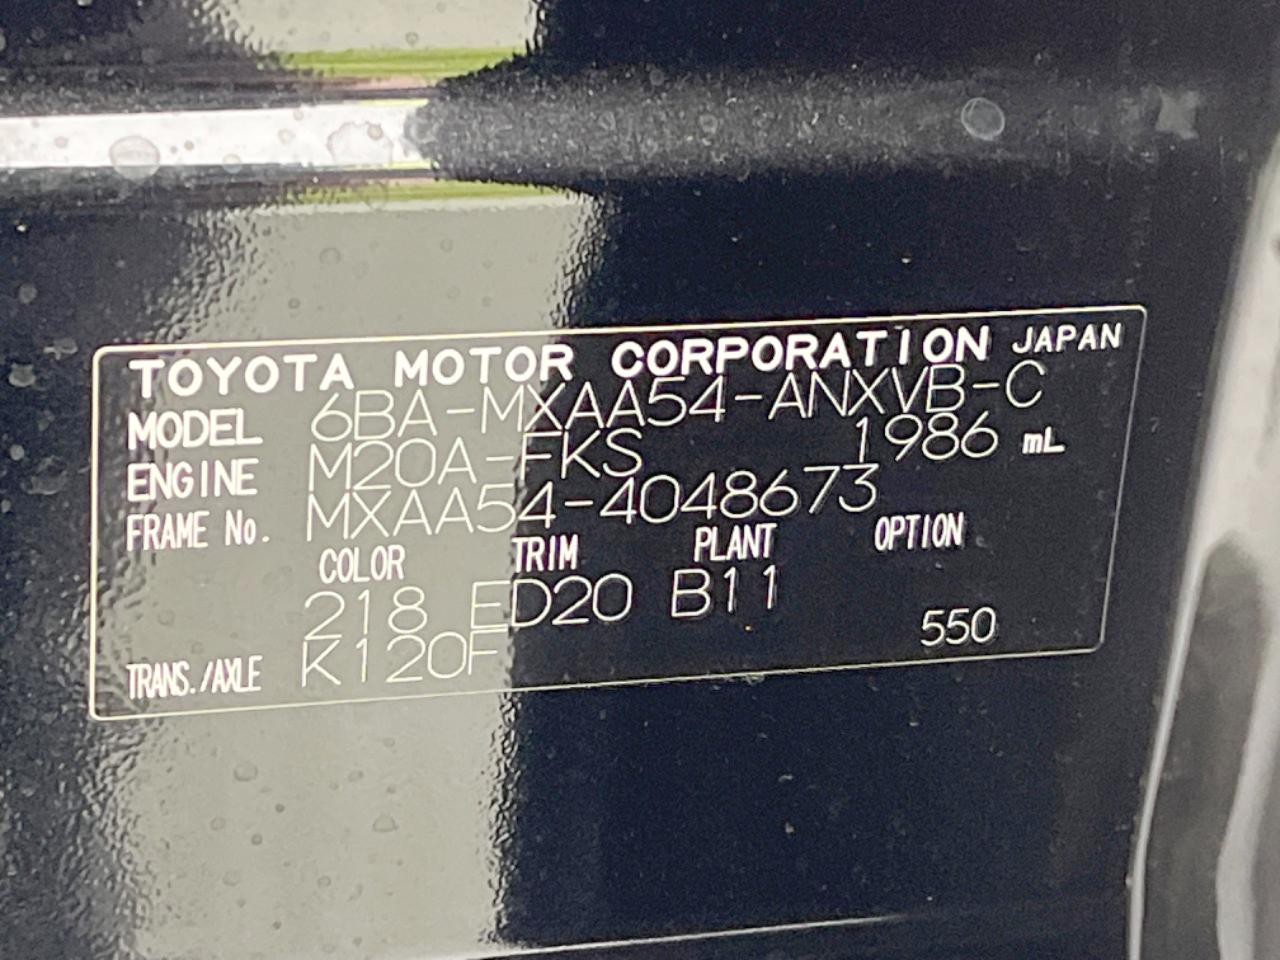 TOYOTA MOTOR CORPORATION JAPAN
MODEL 6BA-MXAA54-ANXVB-C
ENGINE M20A-FKS 1986 mL
FRAME No. MXAA54-4048673
COLOR TRIM PLANT OPTION
218 ED20 B11
TRANS./AXLE K120F 550